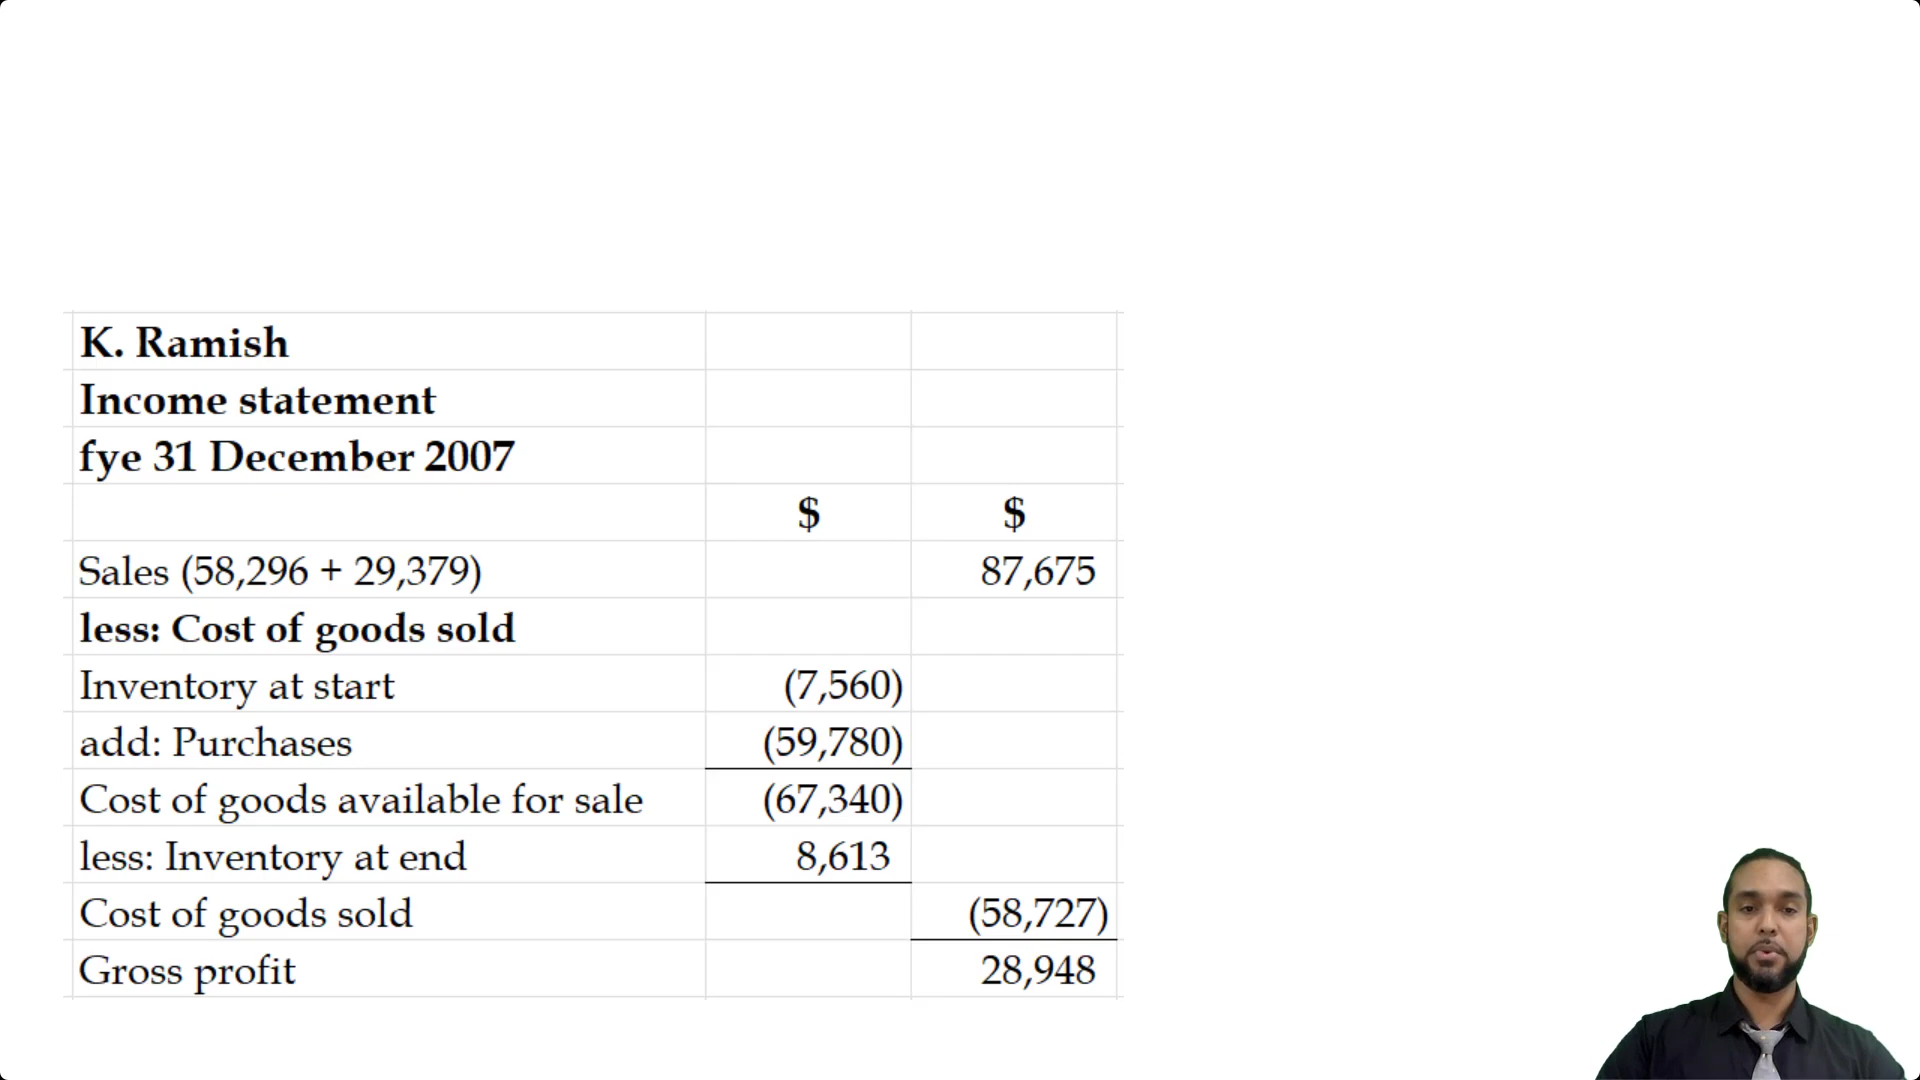 K. Ramish
Income statement
fye 31 December 2007
$ $
Sales (58,296 + 29,379) 87,675
less: Cost of goods sold
Inventory at start (7,560)
add: Purchases (59,780)
Cost of goods available for sale (67,340)
less: Inventory at end 8,613
Cost of goods sold (58,727)
Gross profit 28,948